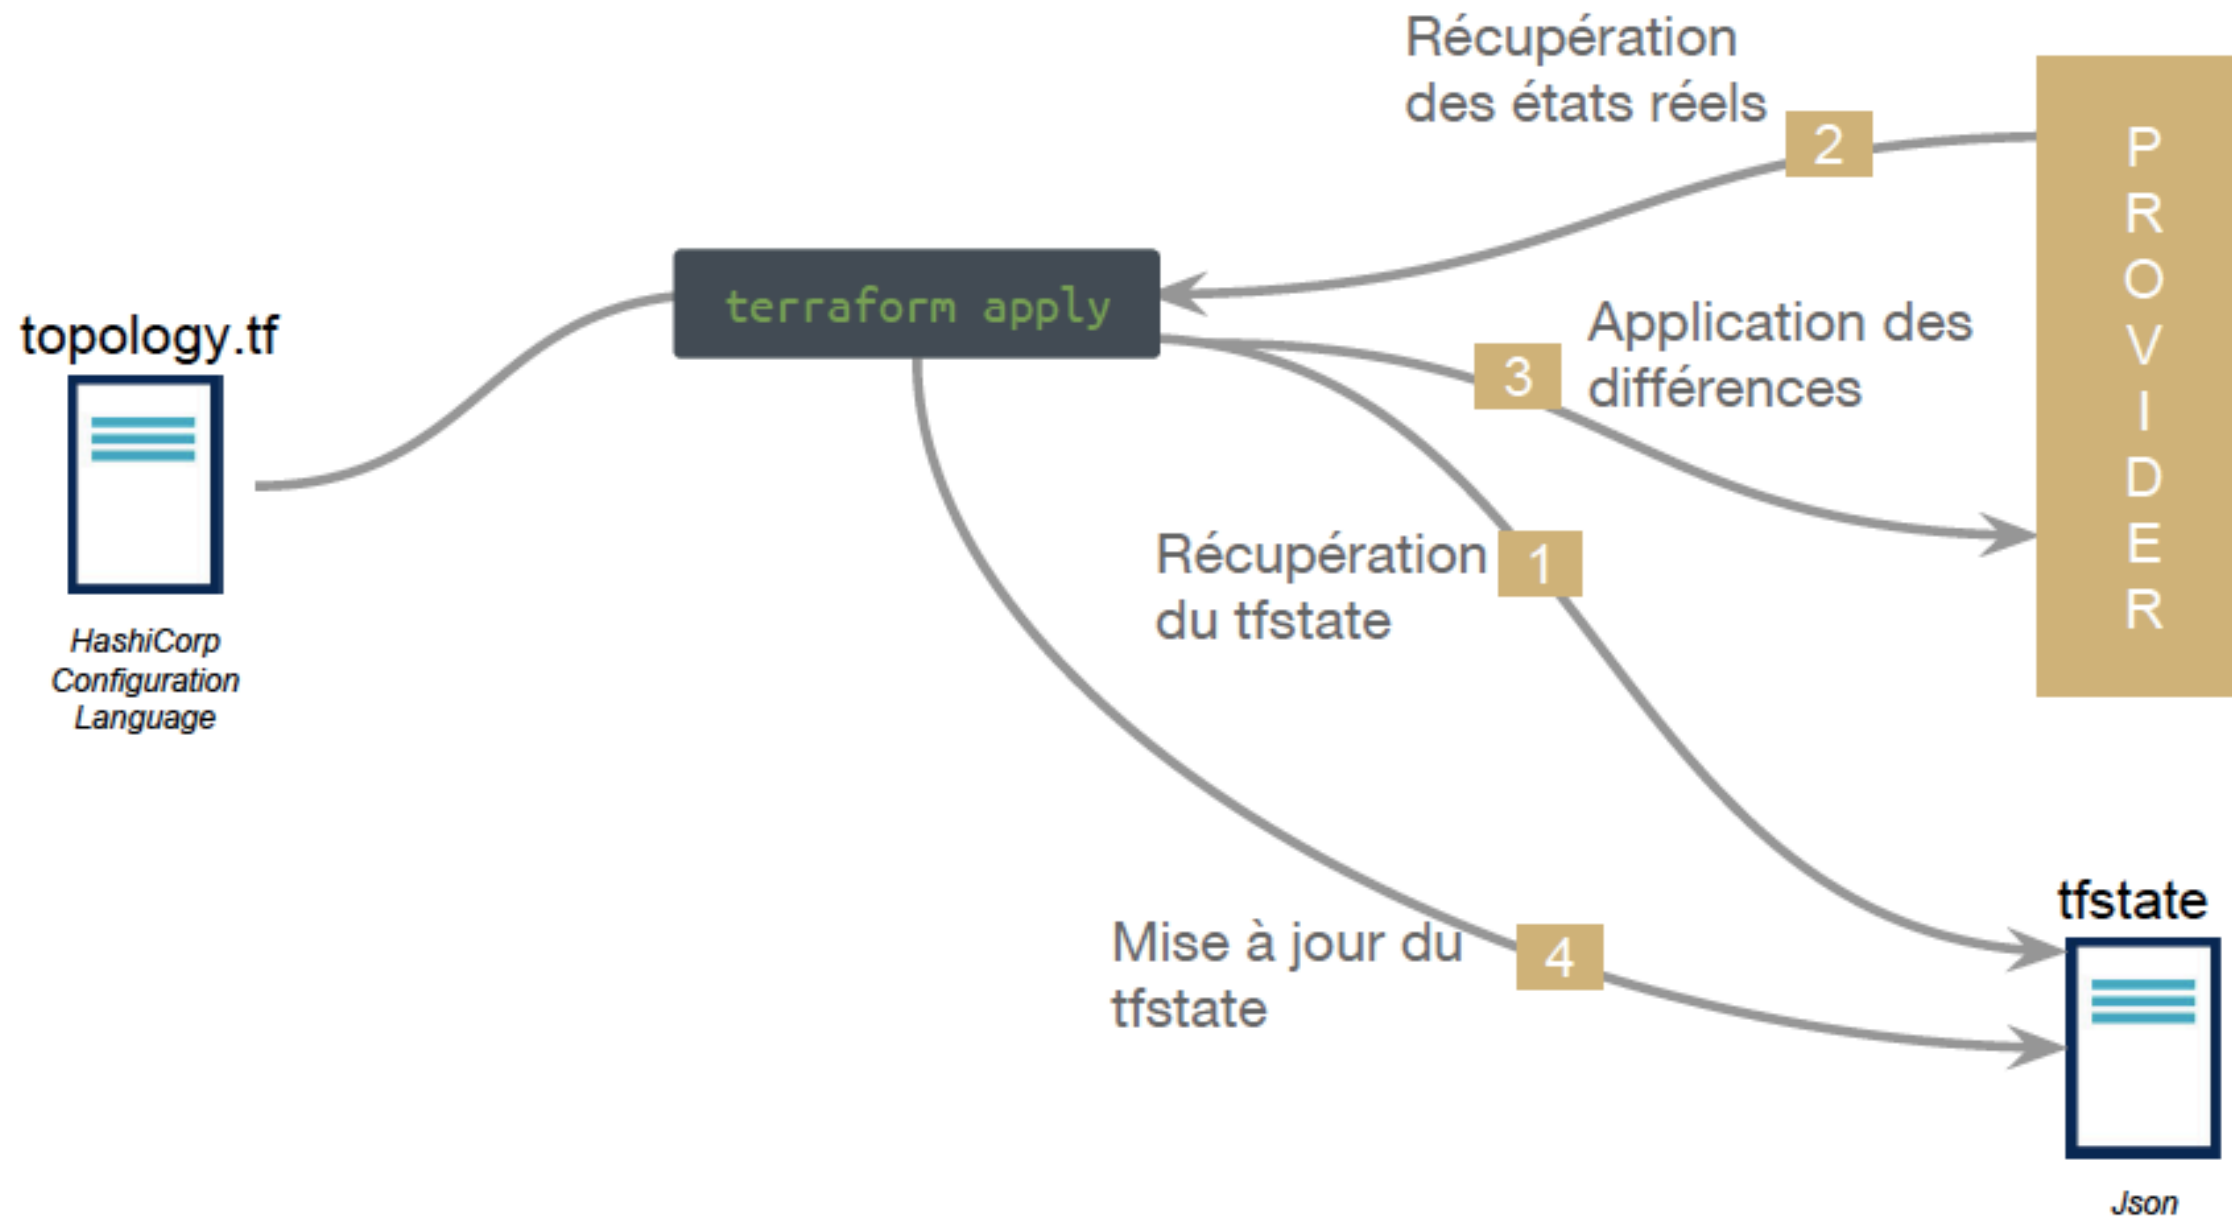 Récupération
des états réels
2
PROVIDER
terraform apply
topology.tf
Application des
différences
3
HashiCorp
Configuration
Language
Récupération
du tfstate
1
tfstate
Mise à jour du
tfstate
4
Json